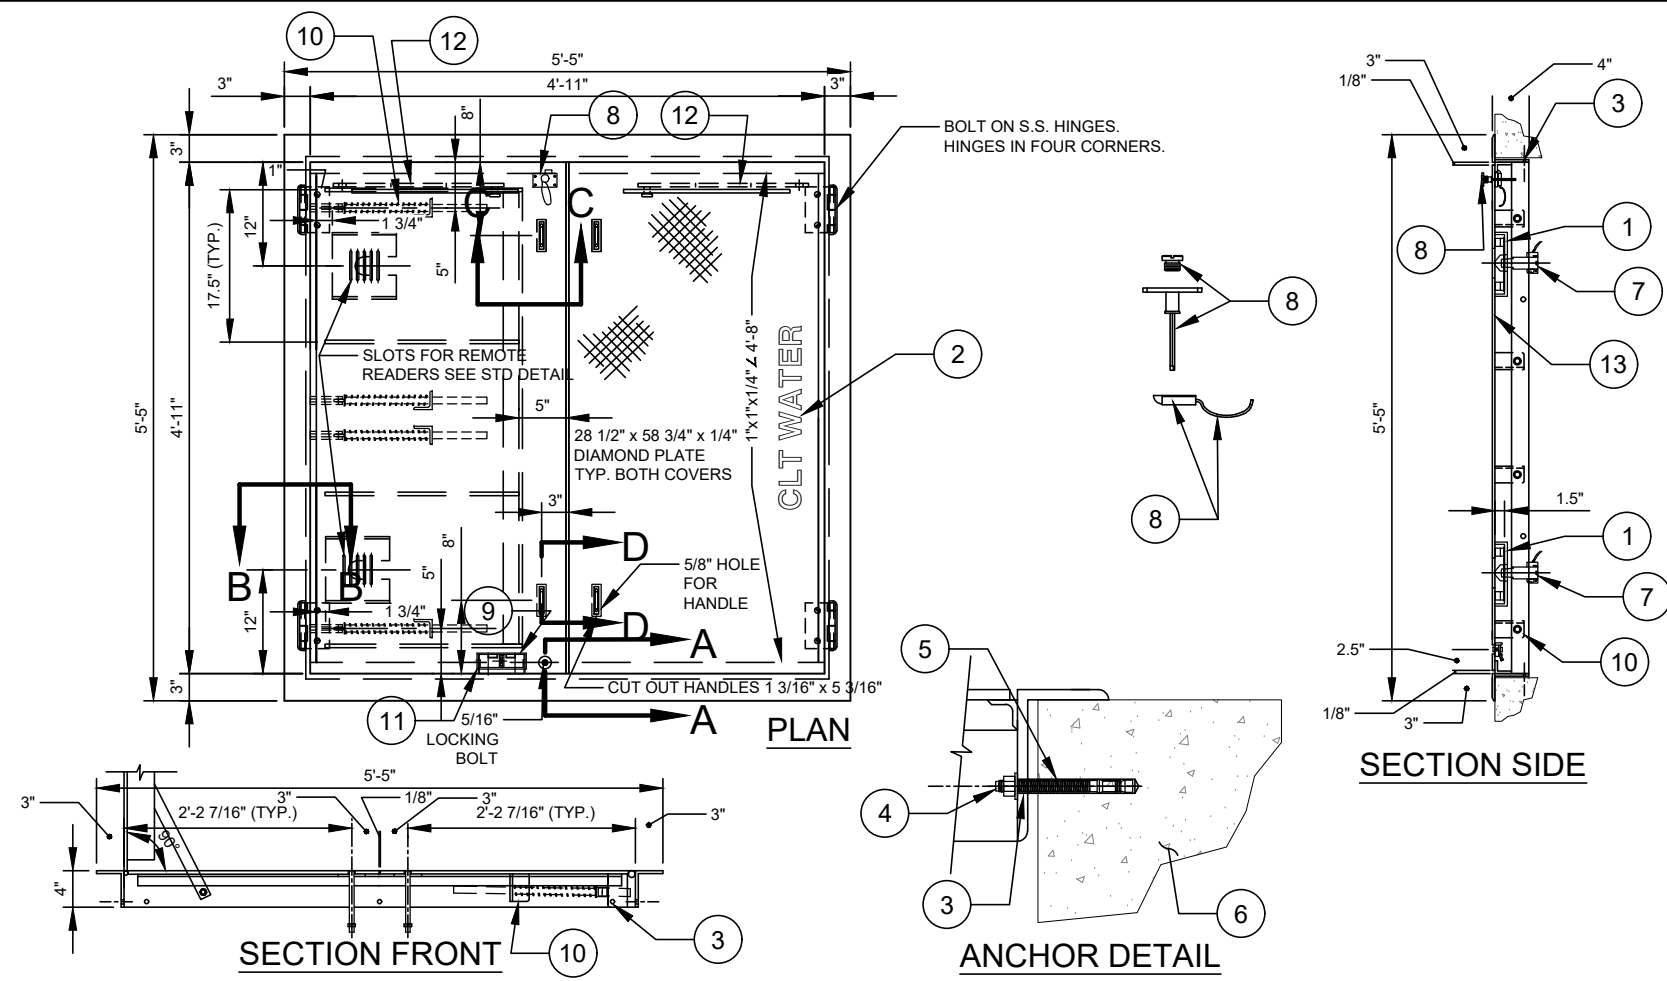 10
12
5'-5"
3"
4'-11"
3"
8"
8
12
BOLT ON S.S. HINGES.
HINGES IN FOUR CORNERS.
3"
1"
12"
17.5" (TYP.)
1 3/4"
5"
C
C
5'-5"
4'-11"
SLOTS FOR REMOTE
READERS SEE STD DETAIL
5"
28 1/2" x 58 3/4" x 1/4"
DIAMOND PLATE
TYP. BOTH COVERS
1"x1"x1/4"∠ 4'-8"
CLT WATER
2
3"
8"
5"
D
D
B
B
5/8" HOLE
FOR
HANDLE
9
1 3/4"
12"
A
A
3"
CUT OUT HANDLES 1 3/16" x 5 3/16"
11
5/16"
LOCKING
BOLT
PLAN
8
8
3"
1/8"
4"
3
1
8
7
13
5'-5"
1.5"
1
7
2.5"
10
1/8"
3"
SECTION SIDE
5'-5"
3"
2'-2 7/16" (TYP.)
3"
1/8"
3"
2'-2 7/16" (TYP.)
3"
90°
4"
SECTION FRONT
10
3
5
4
3
6
ANCHOR DETAIL